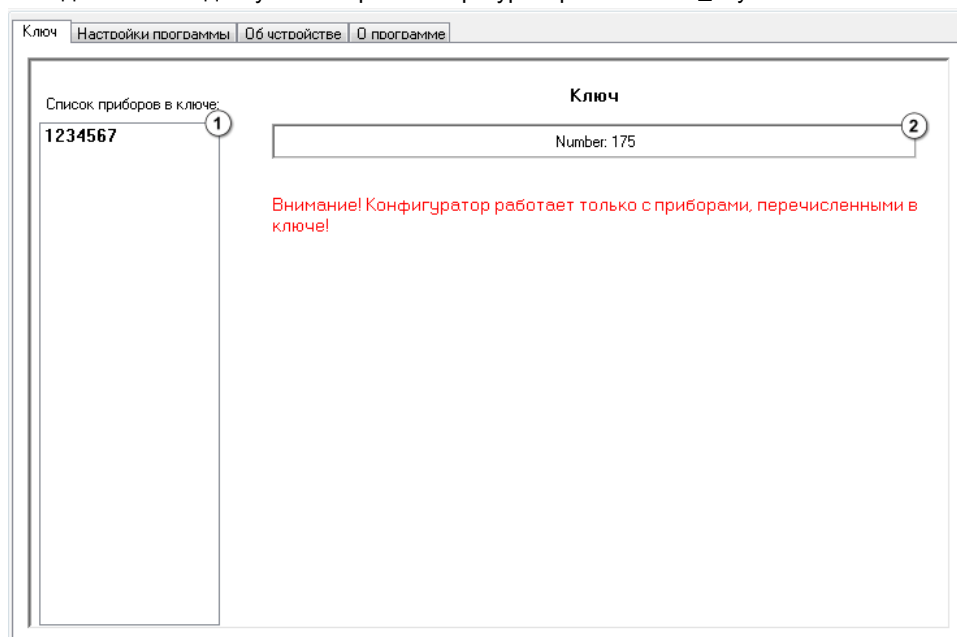 Ключ Настройки программы Об устройстве О программе
Список приборов в ключе:
1
1234567
Ключ
2
Number: 175
Внимание! Конфигуратор работает только с приборами, перечисленными в
ключе!